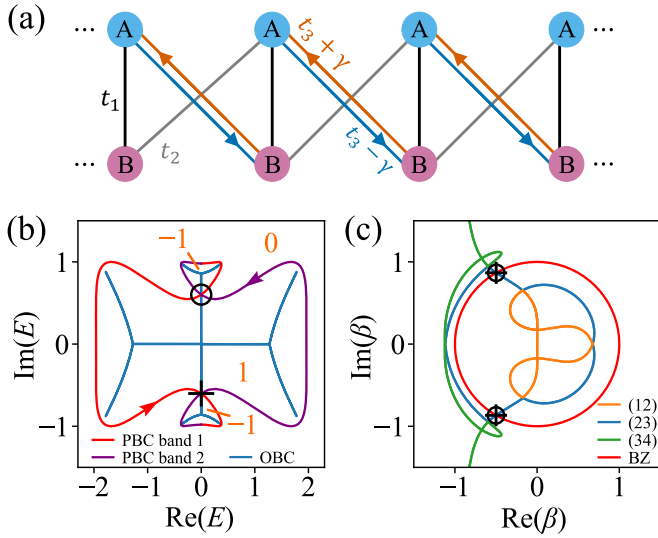 (a)
... A A A A ...
t₃ + γ
t₁
t₂
t₃ − γ
... B B B B ...
(b)
(c)
−1
0
1
0
−1
1
−1
PBC band 1
PBC band 2
OBC
Im(E)
−2 −1 0 1 2
Re(E)
1
0
−1
(12)
(23)
(34)
BZ
Im(β)
−1 0 1
Re(β)